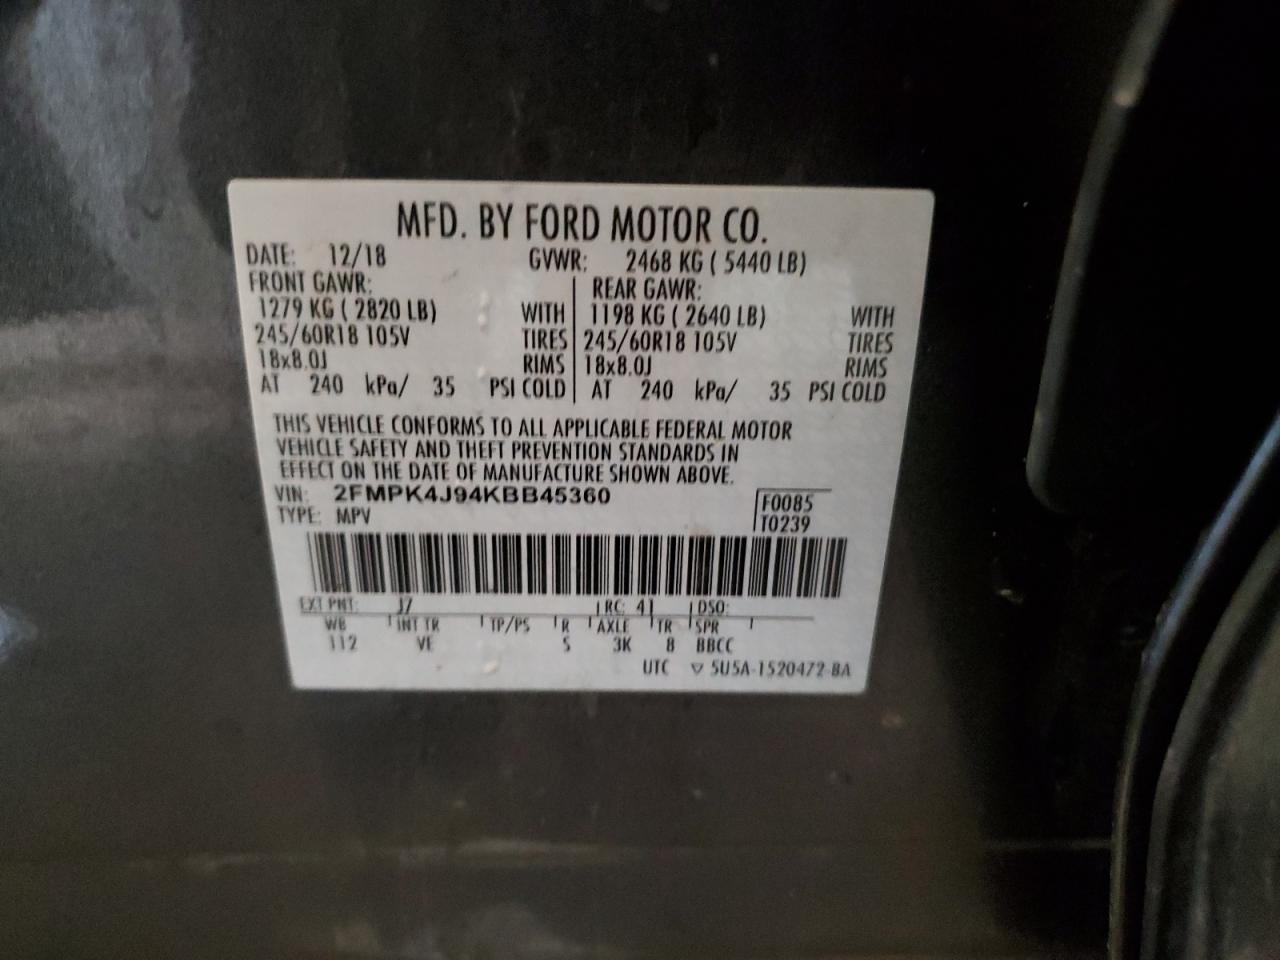 MFD. BY FORD MOTOR CO.
DATE: 12/18 GVWR: 2468 KG ( 5440 LB)
FRONT GAWR: REAR GAWR:
1279 KG ( 2820 LB) WITH 1198 KG ( 2640 LB) WITH
245/60R18 105V TIRES 245/60R18 105V TIRES
18x8.0J RIMS 18x8.0J RIMS
AT 240 kPa/ 35 PSI COLD AT 240 kPa/ 35 PSI COLD
THIS VEHICLE CONFORMS TO ALL APPLICABLE FEDERAL MOTOR
VEHICLE SAFETY AND THEFT PREVENTION STANDARDS IN
EFFECT ON THE DATE OF MANUFACTURE SHOWN ABOVE.
VIN: 2FMPK4J94KBB45360 F0085
TYPE: MPV T0239
EXT PNT: J7 RC: 41 DSO:
WB INT TR TP/PS R AXLE TR SPR
112 VE S 3K 8 BBCC
UTC ▽ 5U5A-1520472-BA